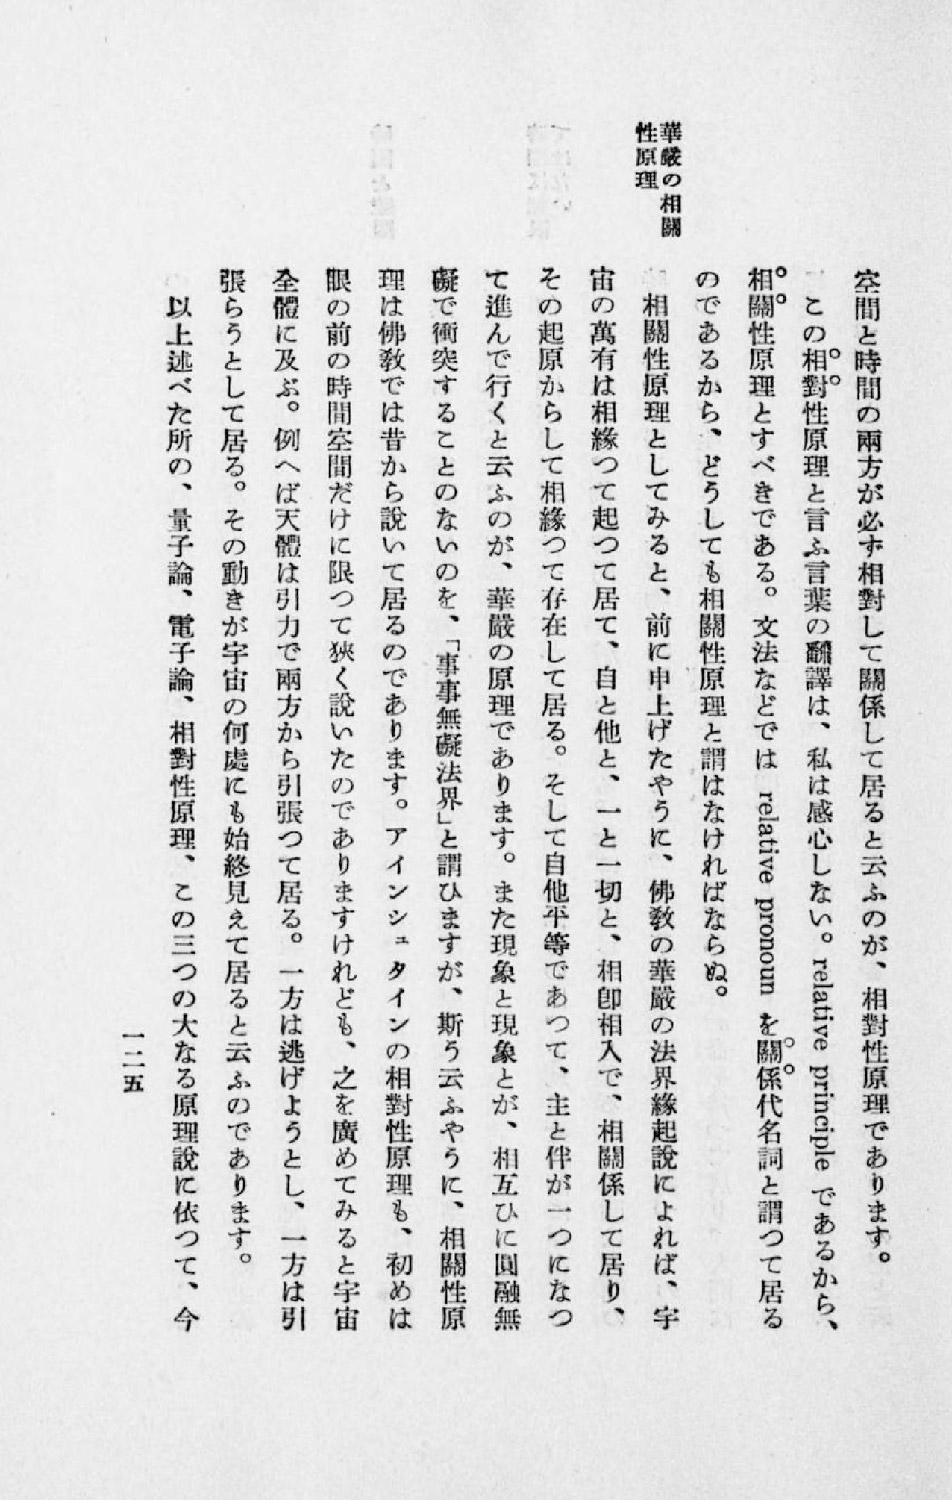 華嚴の相關
性原理
空間と時間の兩方が必ず相對して關係して居ると云ふのが、相對性原理であります。
この相對性原理と言ふ言葉の飜譯は、私は感心しない。relative principle であるから、
相關性原理とすべきである。文法などでは relative pronoun を關係代名詞と謂つて居る
のであるから、どうしても相關性原理と謂はなければならぬ。
相關性原理としてみると、前に申上げたやうに、佛教の華嚴の法界緣起說によれば、宇
宙の萬有は相緣つて起つて居て、自と他と、一と一切と、相卽相入で、相關係して居り、
その起原からして相緣つて存在して居る。そして自他平等であつて、主と伴が一つになつ
て進んで行くと云ふのが、華嚴の原理であります。また現象と現象とが、相互ひに圓融無
礙で衝突することのないのを、「事事無礙法界」と謂ひますが、斯う云ふやうに、相關性原
理は佛教では昔から說いて居るのであります。アインシュタインの相對性原理も、初めは
眼の前の時間空間だけに限つて狹く說いたのでありますけれども、之を廣めてみると宇宙
全體に及ぶ。例へば天體は引力で兩方から引張つて居る。一方は逃げようとし、一方は引
張らうとして居る。その動きが宇宙の何處にも始終見えて居ると云ふのであります。
以上述べた所の、量子論、電子論、相對性原理、この三つの大なる原理說に依つて、今
一二五